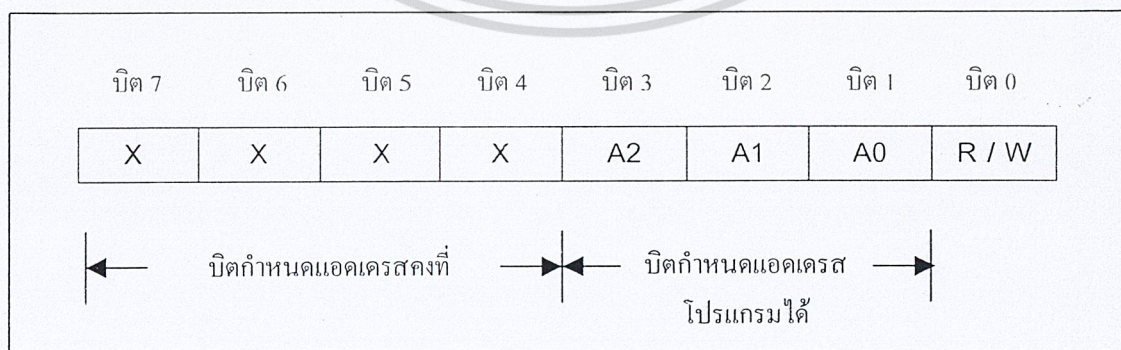 บิต 7 บิต 6 บิต 5 บิต 4 บิต 3 บิต 2 บิต 1 บิต 0
X X X X A2 A1 A0 R / W
บิตกำหนดแอดเดรสคงที่ บิตกำหนดแอดเดรส
โปรแกรมได้